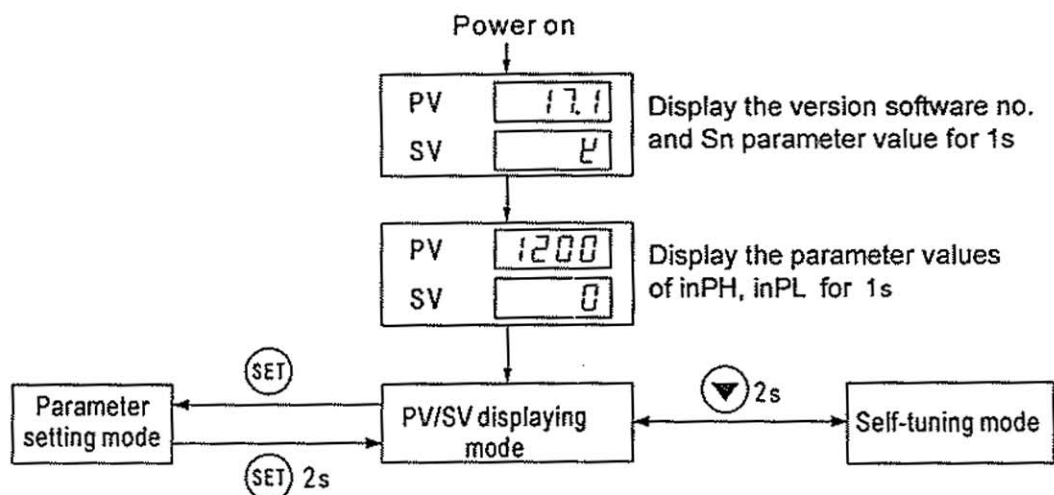 Power on
PV 17.1
SV
Display the version software no.
and Sn parameter value for 1s
PV 1200
SV 0
Display the parameter values
of inPH, inPL for 1s
SET
Parameter
setting mode
PV/SV displaying
mode
2s
Self-tuning mode
SET 2s